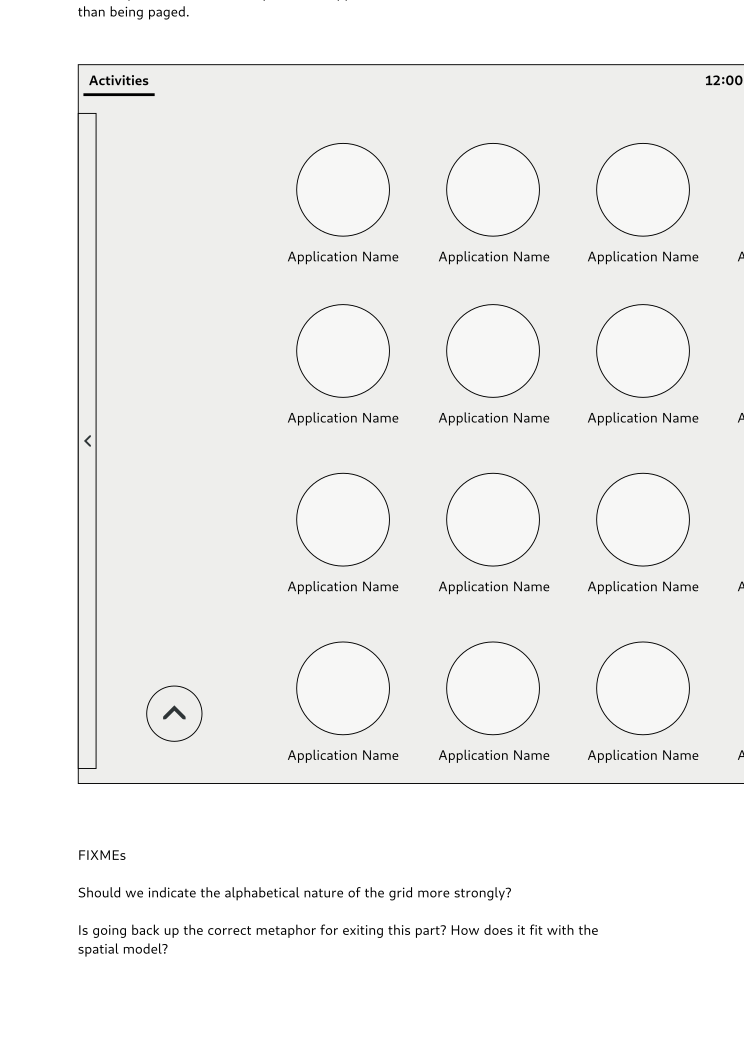 than being paged.
Activities
12:00
Application Name Application Name Application Name
Application Name Application Name Application Name
Application Name Application Name Application Name
Application Name Application Name Application Name
FIXMEs
Should we indicate the alphabetical nature of the grid more strongly?
Is going back up the correct metaphor for exiting this part? How does it fit with the
spatial model?